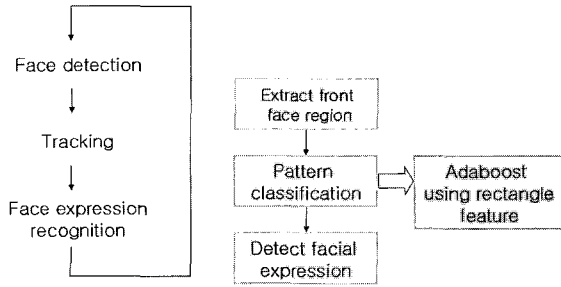 Face detection
Tracking
Face expression
recognition
Extract front
face region
Pattern
classification
Detect facial
expression
Adaboost
using rectangle
feature